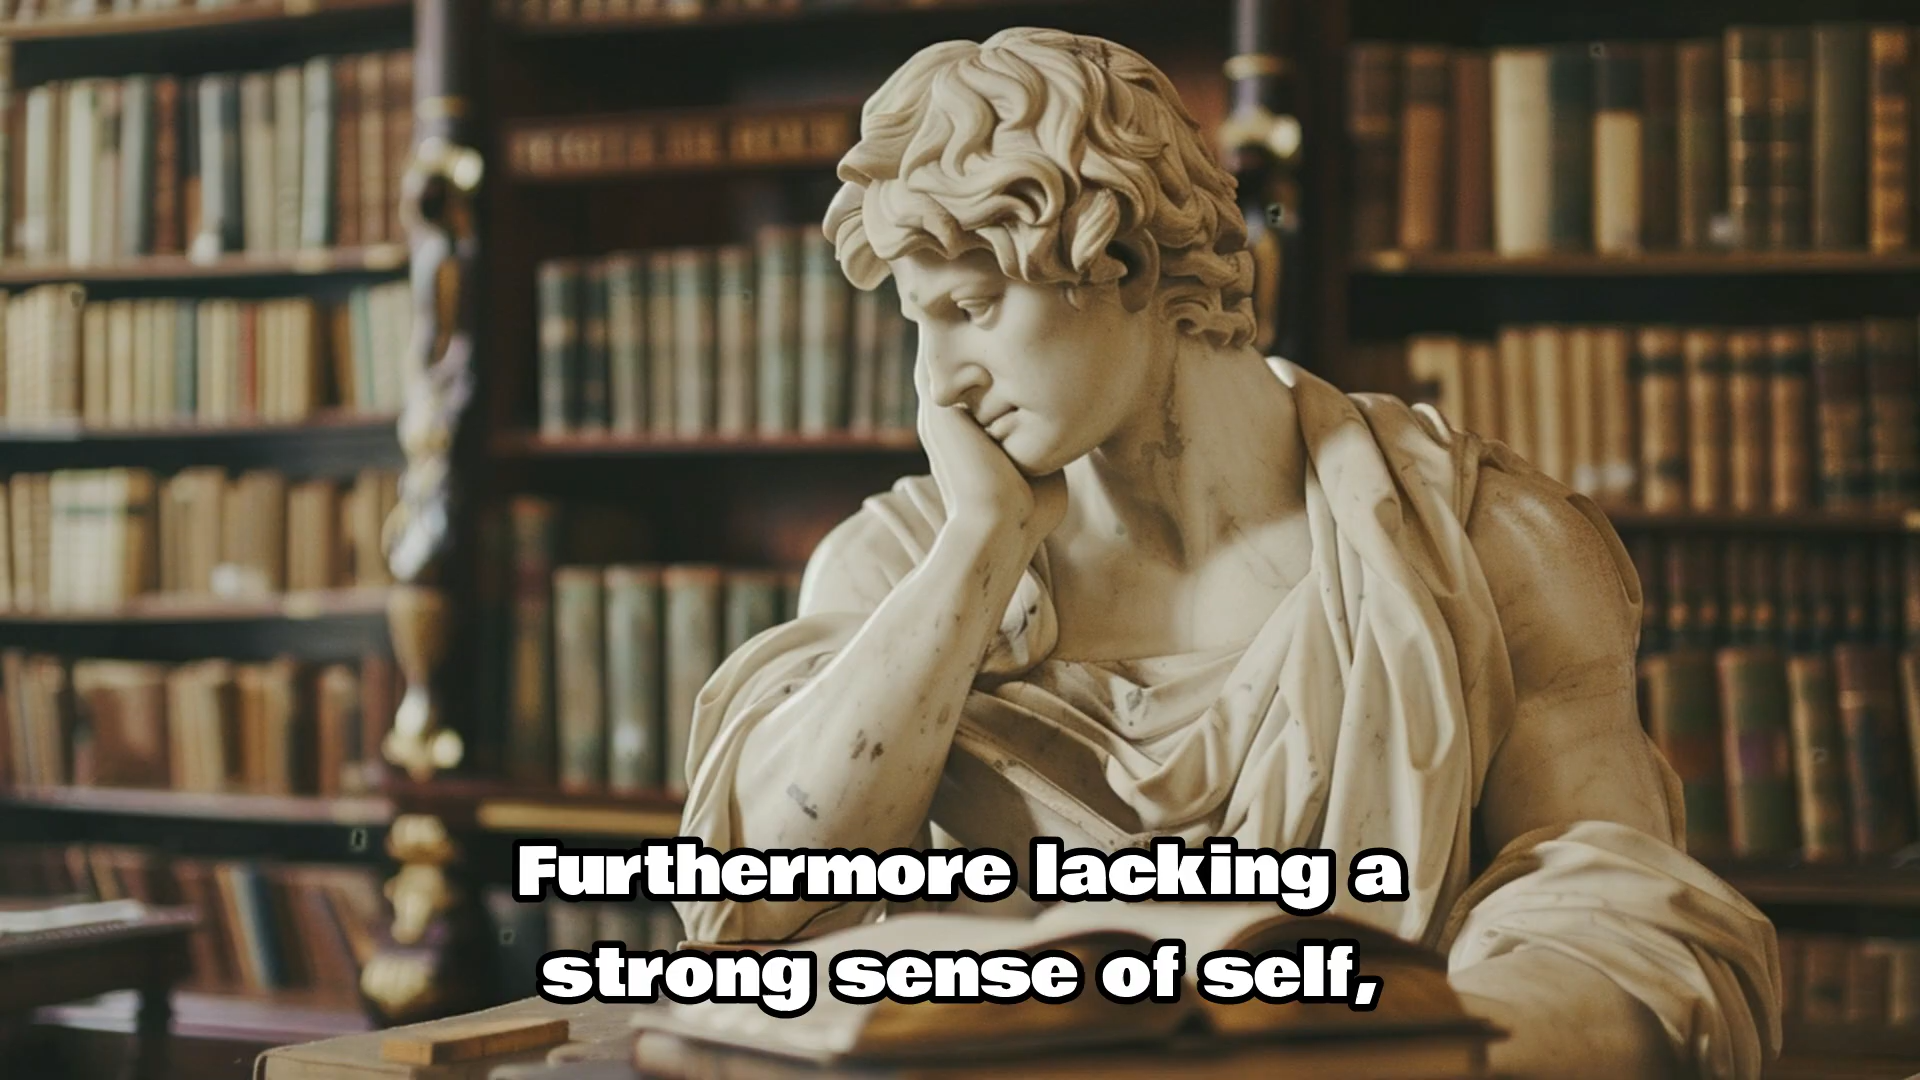 Furthermore lacking a
strong sense of self,